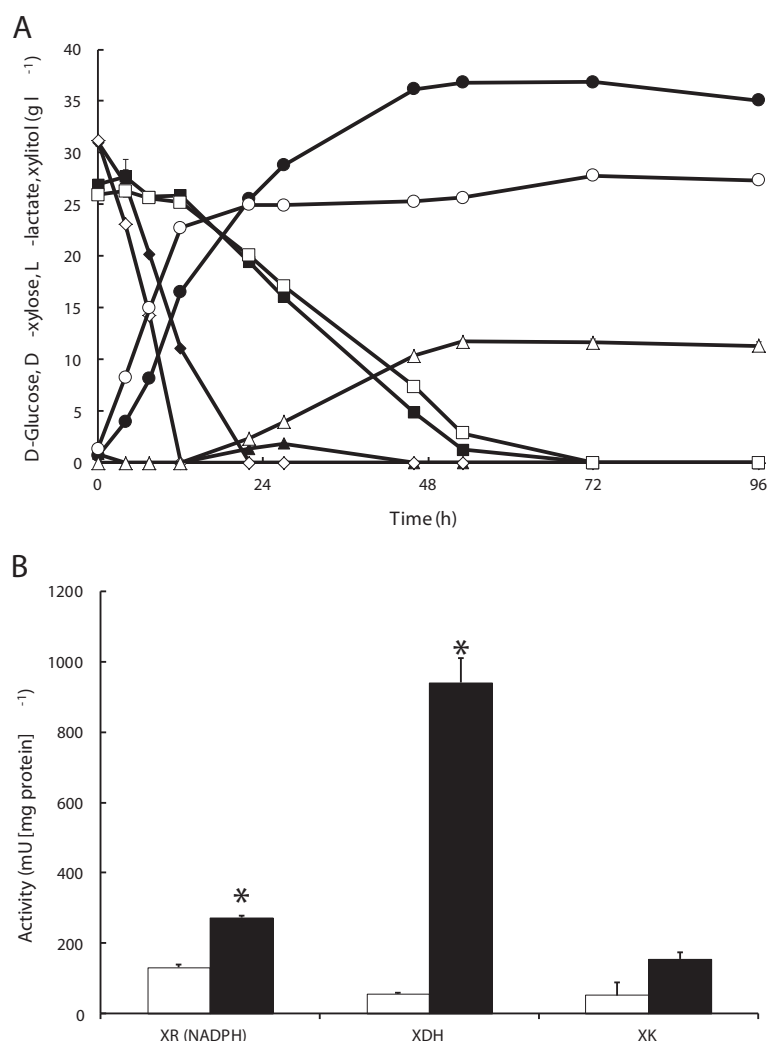 A
D-Glucose, D -xylose, L -lactate, xylitol (g l -1)
40
35
30
25
20
15
10
5
0
0 24 48 72 96
Time (h)
B
Activity (mU [mg protein] -1)
1200
1000
800
600
400
200
0
*
*
XR (NADPH) XDH XK